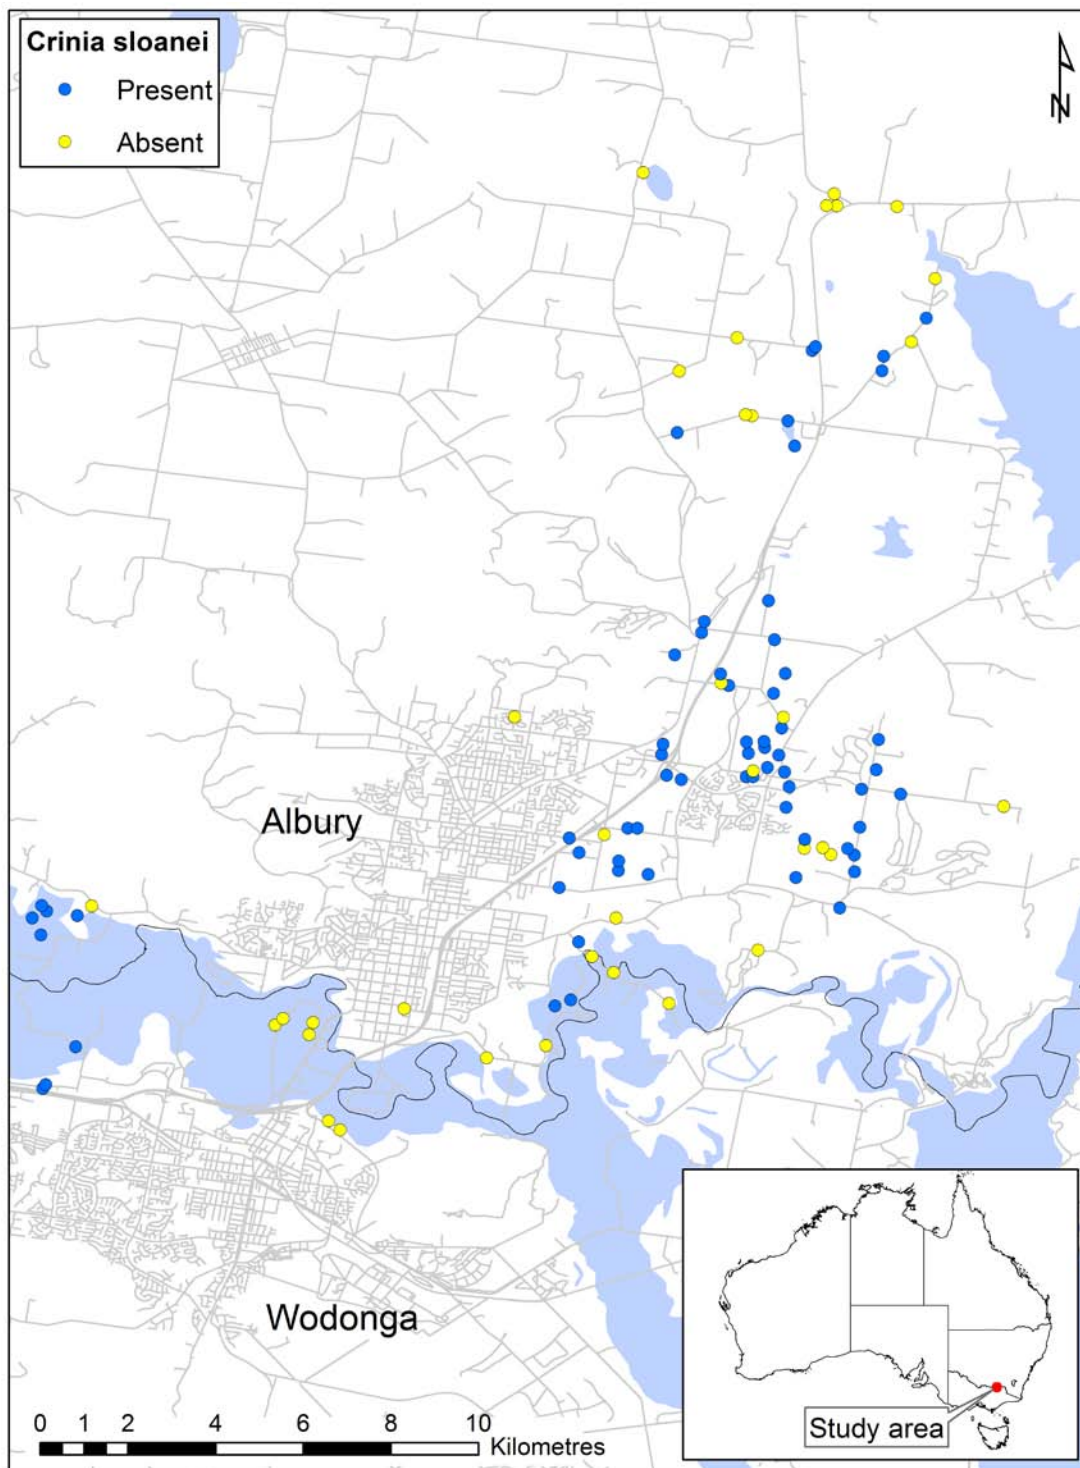 Crinia sloanei
Present
Absent
N
Albury
Wodonga
0 1 2 4 6 8 10
Kilometres
Study area